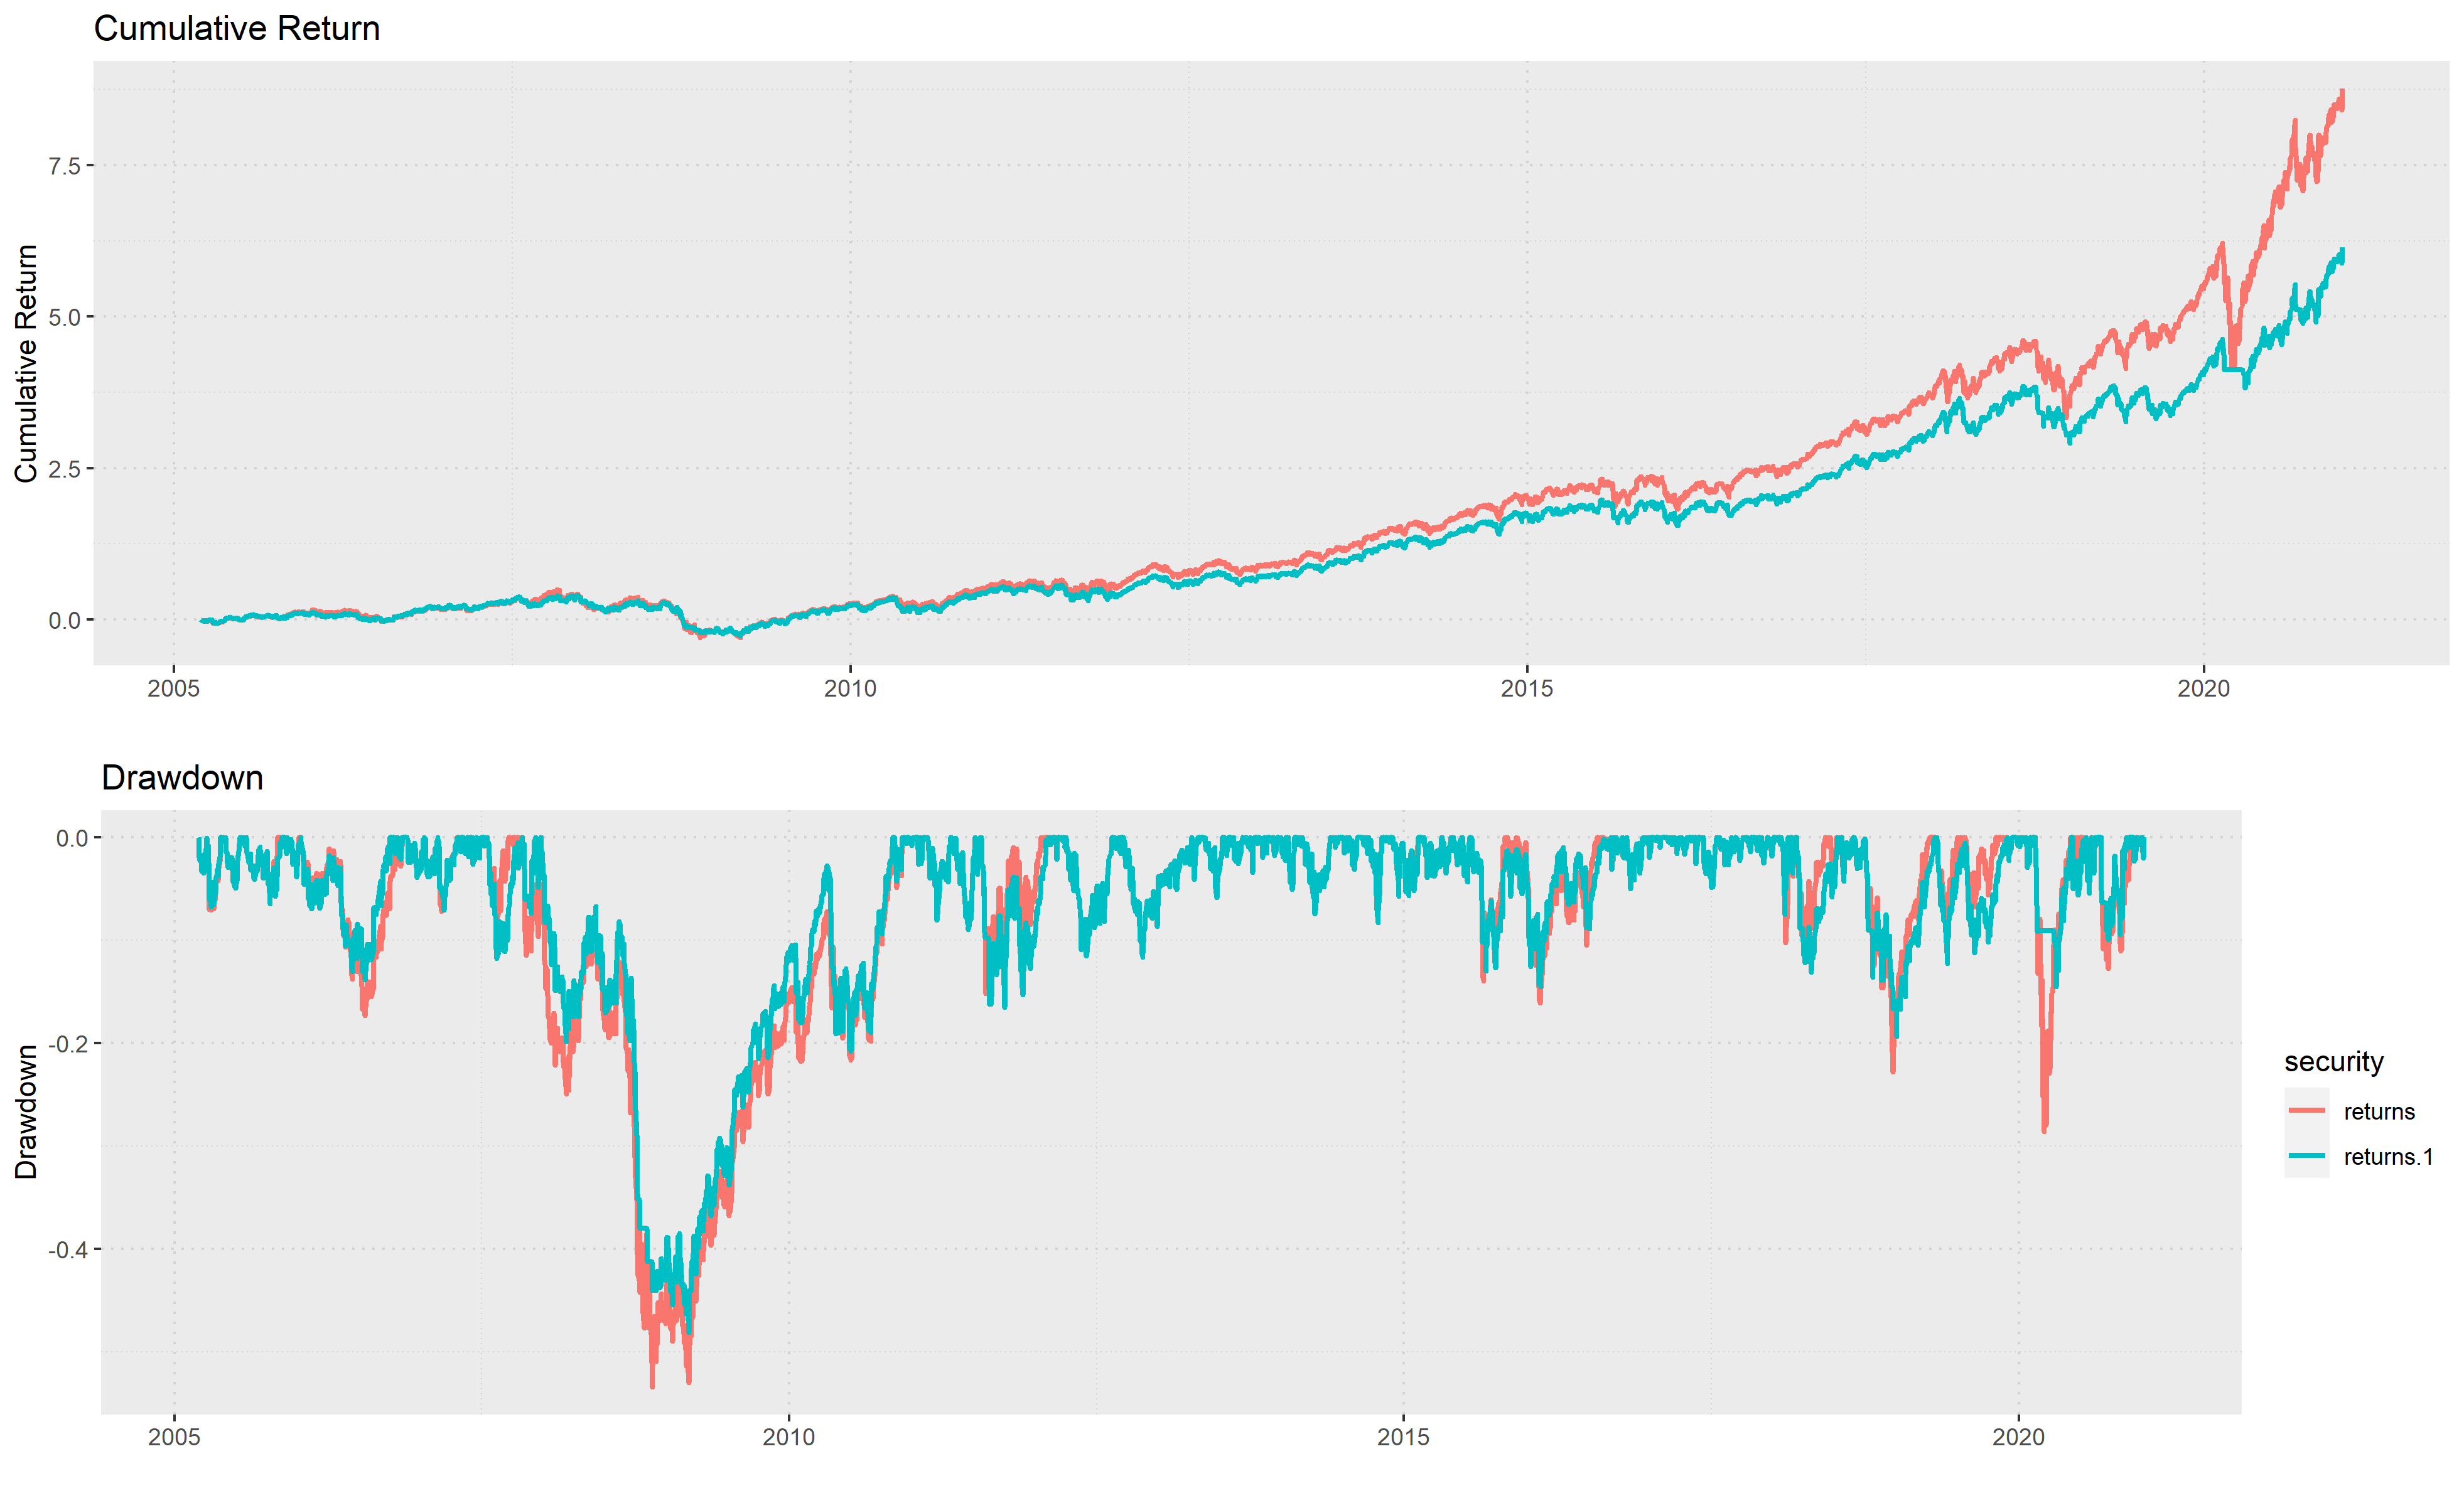 Cumulative Return
Cumulative Return
7.5
5.0
2.5
0.0
2005 2010 2015 2020
Drawdown
Drawdown
0.0
-0.2
-0.4
2005 2010 2015 2020
security
returns
returns.1